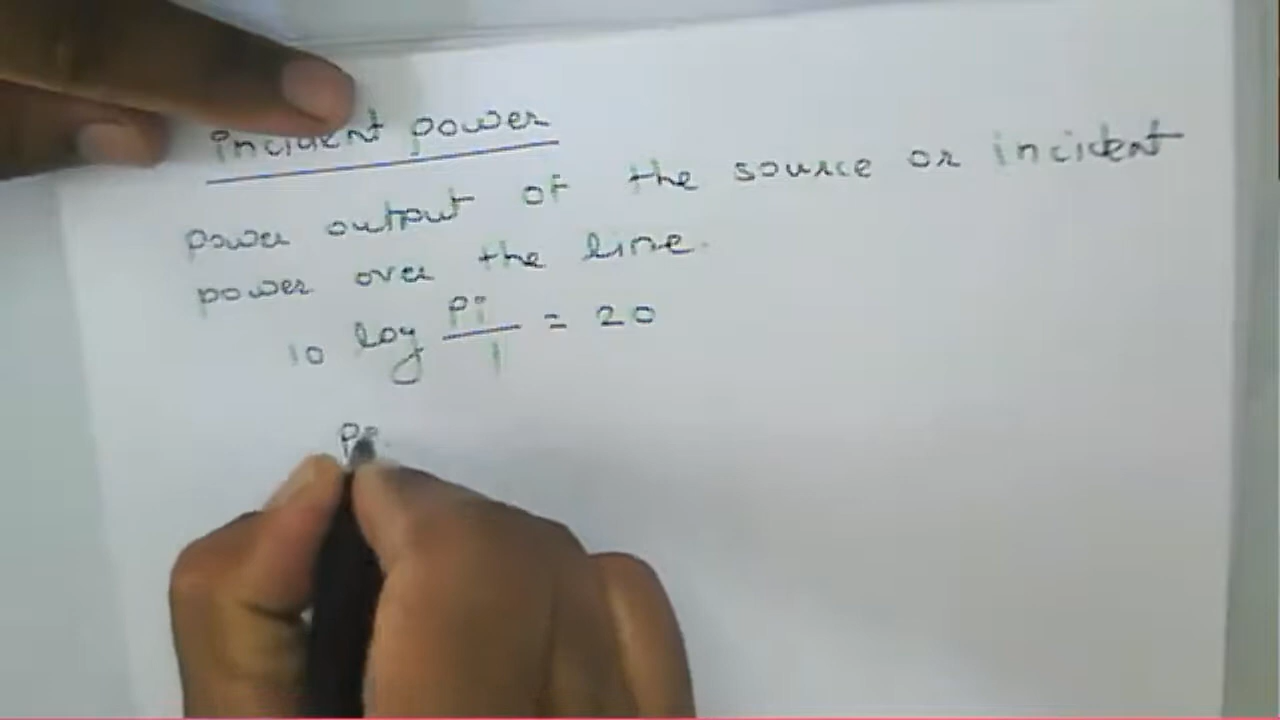 incident power
power output of the source or incident
power over the line.
10 log Pi/1 = 20
Pi